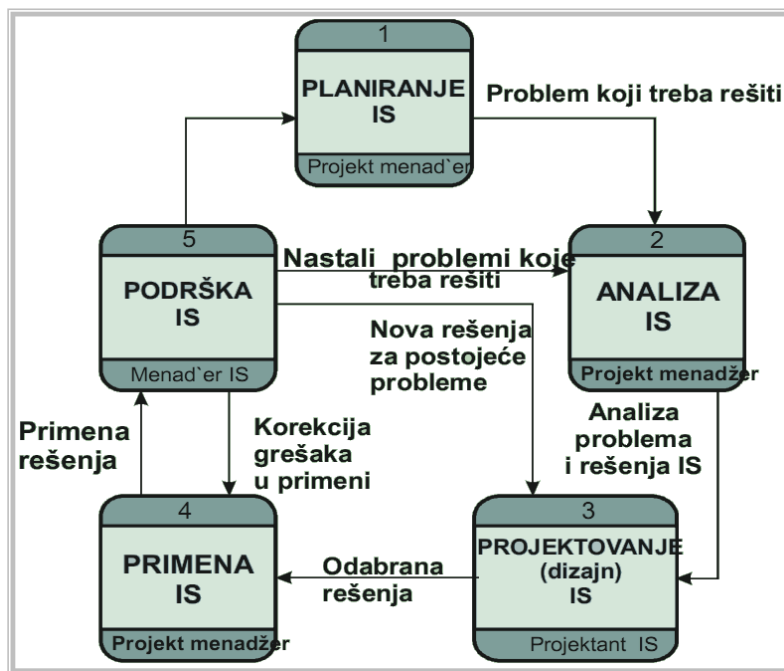 1
PLANIRANJE
IS
Projekt menad`er
Problem koji treba rešiti
5
PODRŠKA
IS
Menad`er IS
Nastali problemi koje
treba rešiti
2
ANALIZA
IS
Projekt menadžer
Nova rešenja
za postojeće
probleme
Primena
rešenja
Korekcija
grešaka
u primeni
Analiza
problema
i rešenja IS
4
PRIMENA
IS
Projekt menadžer
Odabrana
rešenja
3
PROJEKTOVANJE
(dizajn)
IS
Projektant IS